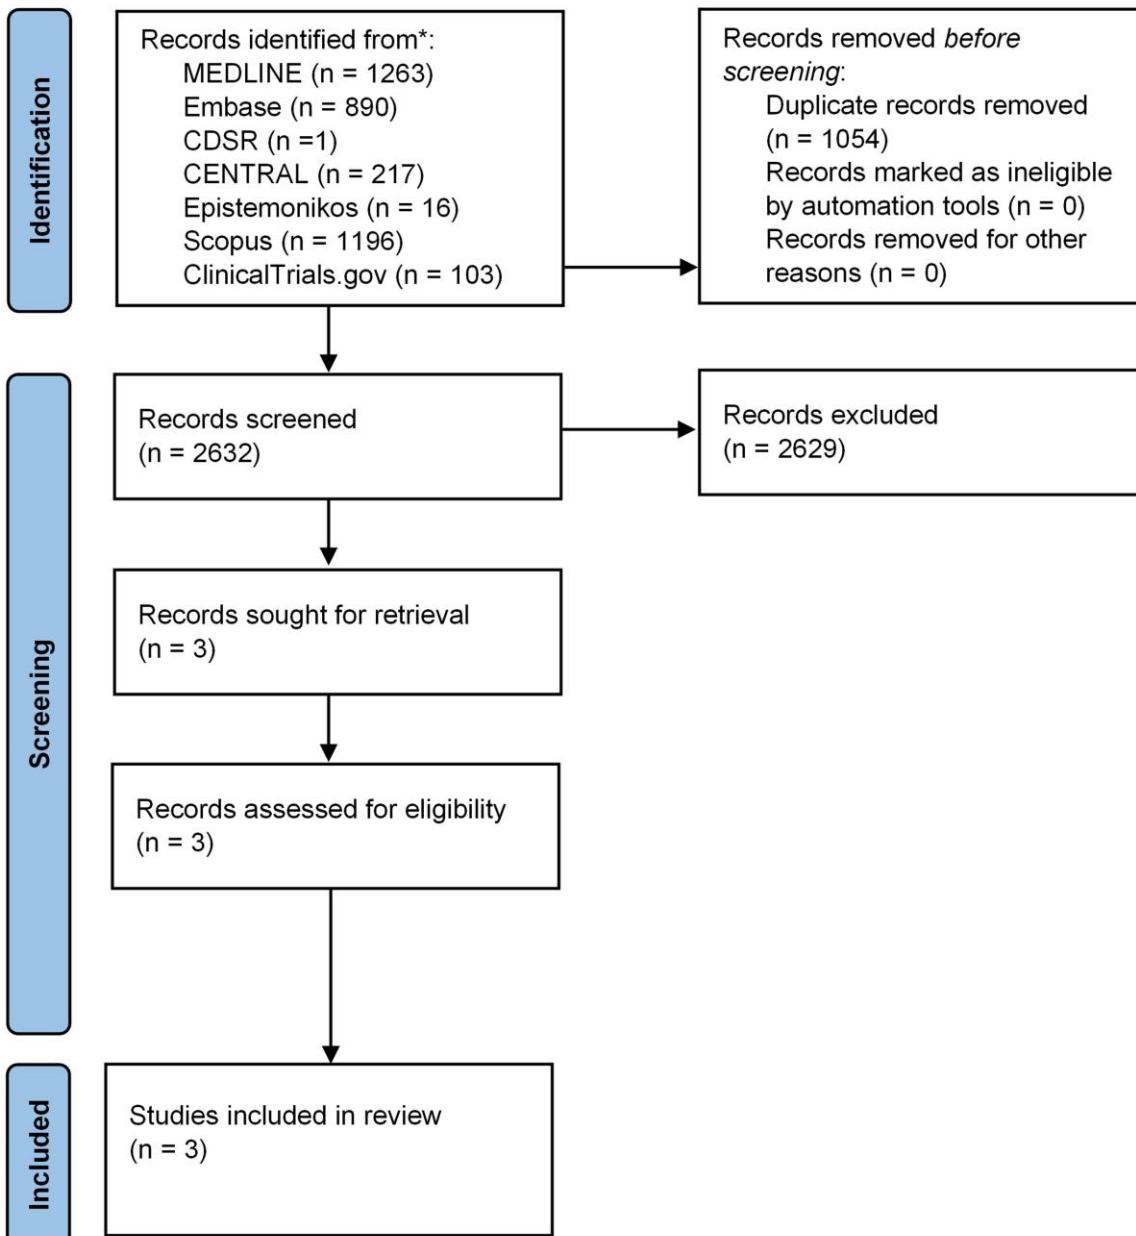 Identification
Records identified from*:
MEDLINE (n = 1263)
Embase (n = 890)
CDSR (n =1)
CENTRAL (n = 217)
Epistemonikos (n = 16)
Scopus (n = 1196)
ClinicalTrials.gov (n = 103)
Records removed before
screening:
Duplicate records removed
(n = 1054)
Records marked as ineligible
by automation tools (n = 0)
Records removed for other
reasons (n = 0)
Screening
Records screened
(n = 2632)
Records excluded
(n = 2629)
Records sought for retrieval
(n = 3)
Records assessed for eligibility
(n = 3)
Included
Studies included in review
(n = 3)